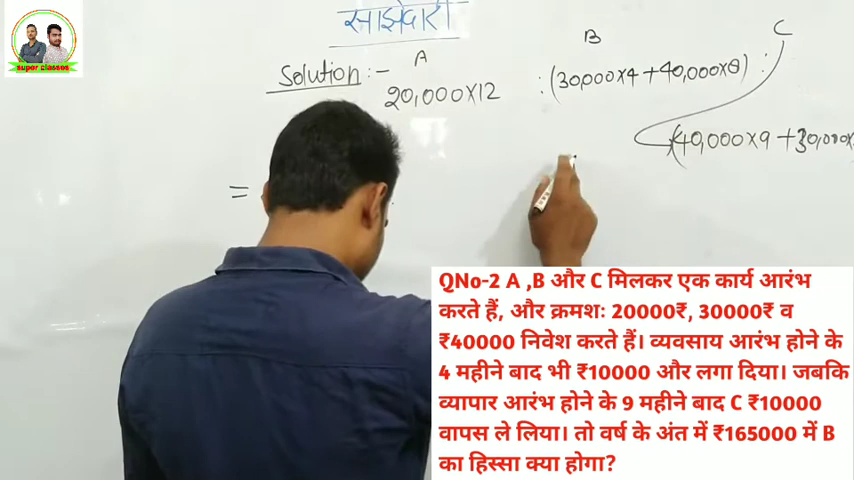 साझेदारी
super classes
Solution :-
A
B
C
20,000×12 : (30,000×4 + 40,000×8) :
(40,000×9 + 30,000×
=
QNo-2 A ,B और C मिलकर एक कार्य आरंभ
करते हैं, और क्रमशः 20000₹, 30000₹ व
₹40000 निवेश करते हैं। व्यवसाय आरंभ होने के
4 महीने बाद भी ₹10000 और लगा दिया। जबकि
व्यापार आरंभ होने के 9 महीने बाद C ₹10000
वापस ले लिया। तो वर्ष के अंत में ₹165000 में B
का हिस्सा क्या होगा?